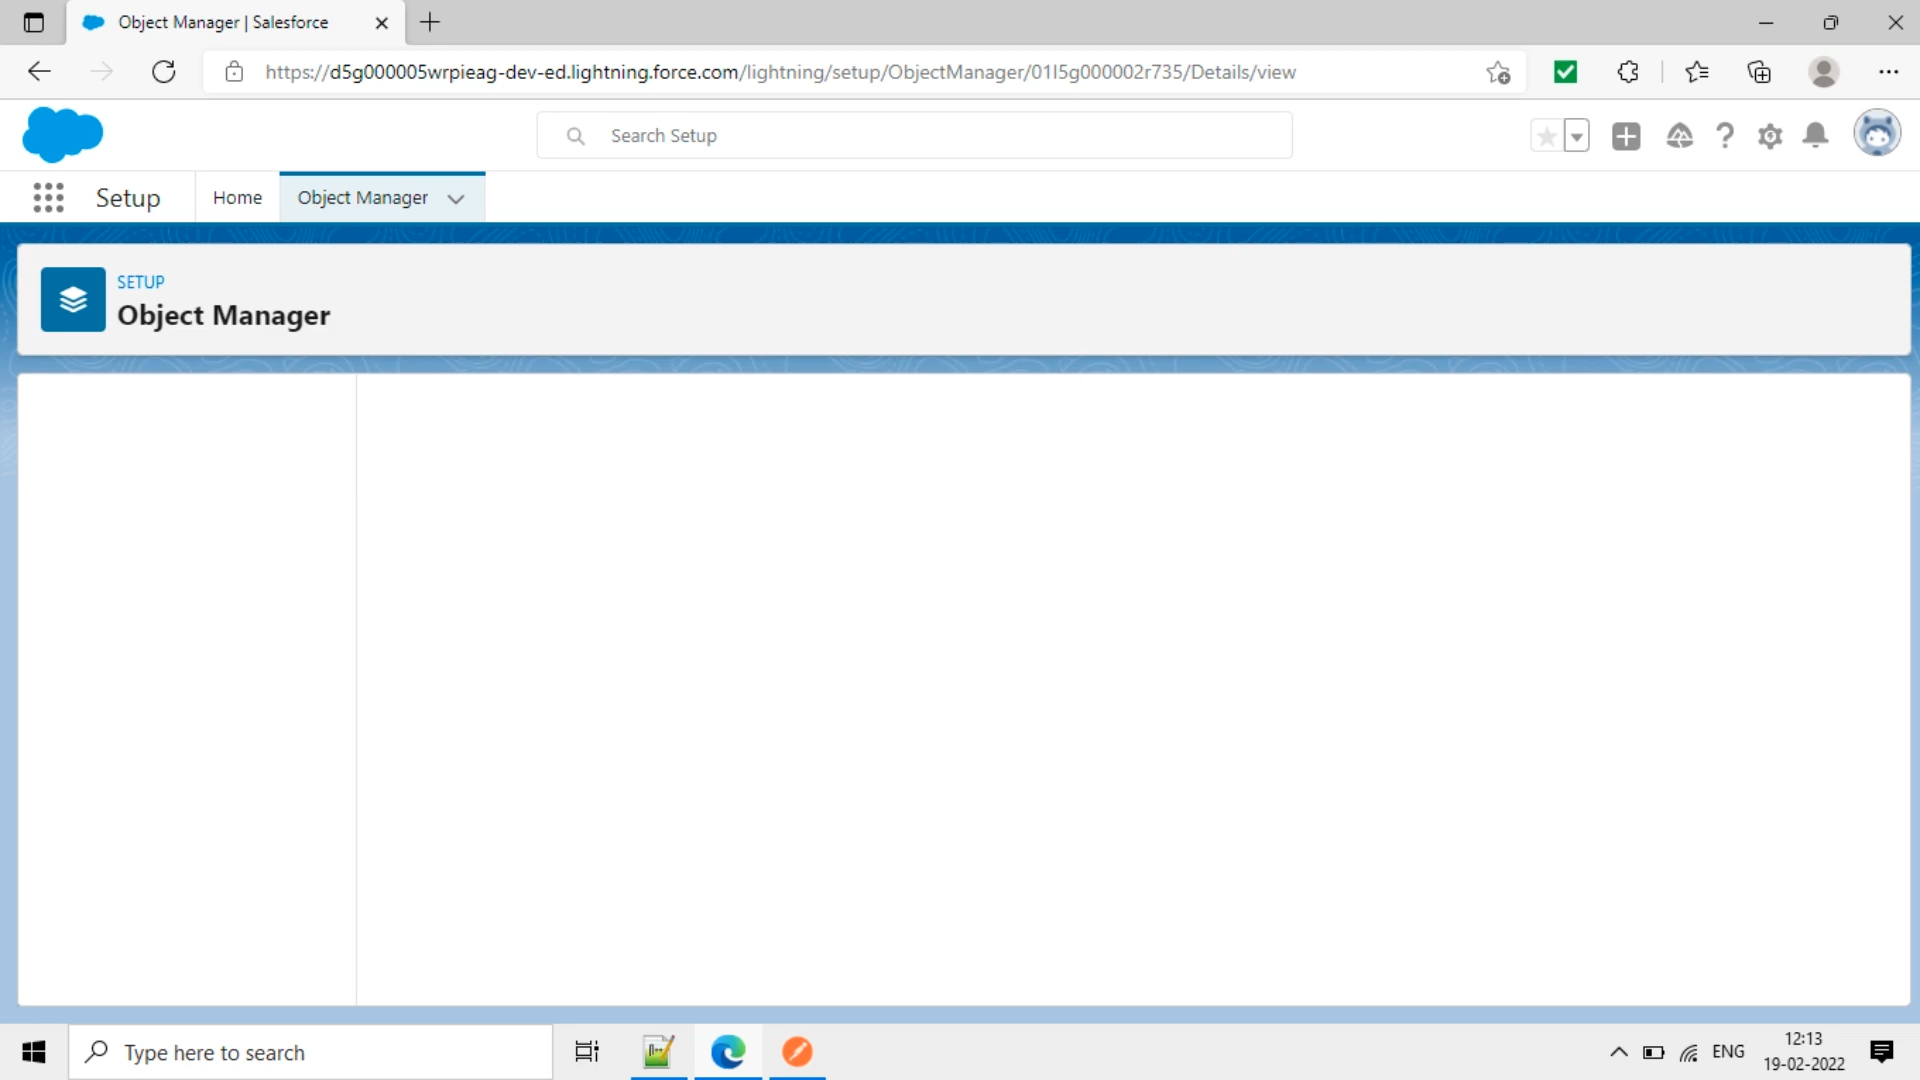 Object Manager | Salesforce
https://d5g000005wrpieag-dev-ed.lightning.force.com/lightning/setup/ObjectManager/01I5g000002r735/Details/view
Search Setup
Setup
Home
Object Manager
SETUP
Object Manager
Type here to search
ENG
12:13
19-02-2022